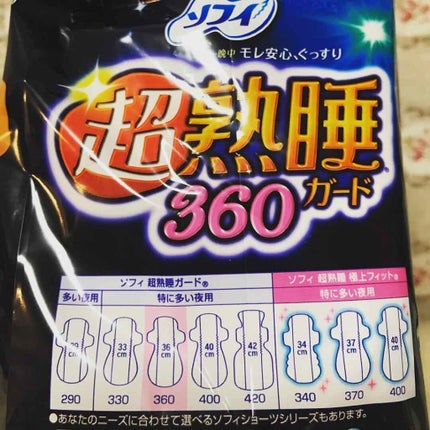 ソフィ
晩中 モレ安心、ぐっすり
超熟睡
ガード
360
ソフィ 超熟睡ガード® ソフィ 超熟睡 極上フィット®
多い夜用 特に多い夜用 特に多い夜用
29cm 33cm 36cm 40cm 42cm 34cm 37cm 40cm
290 330 360 400 420 340 370 400
●あなたのニーズに合わせて選べるソフィショーツシリーズもあります。